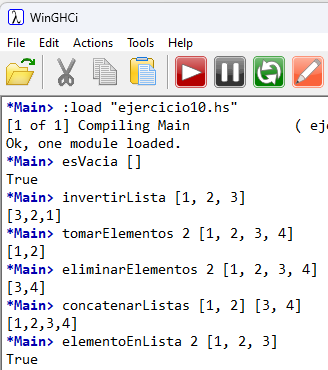 WinGHCi
File Edit Actions Tools Help
*Main> :load "ejercicio10.hs"
[1 of 1] Compiling Main ( eje
Ok, one module loaded.
*Main> esVacia []
True
*Main> invertirLista [1, 2, 3]
[3,2,1]
*Main> tomarElementos 2 [1, 2, 3, 4]
[1,2]
*Main> eliminarElementos 2 [1, 2, 3, 4]
[3,4]
*Main> concatenarListas [1, 2] [3, 4]
[1,2,3,4]
*Main> elementoEnLista 2 [1, 2, 3]
True